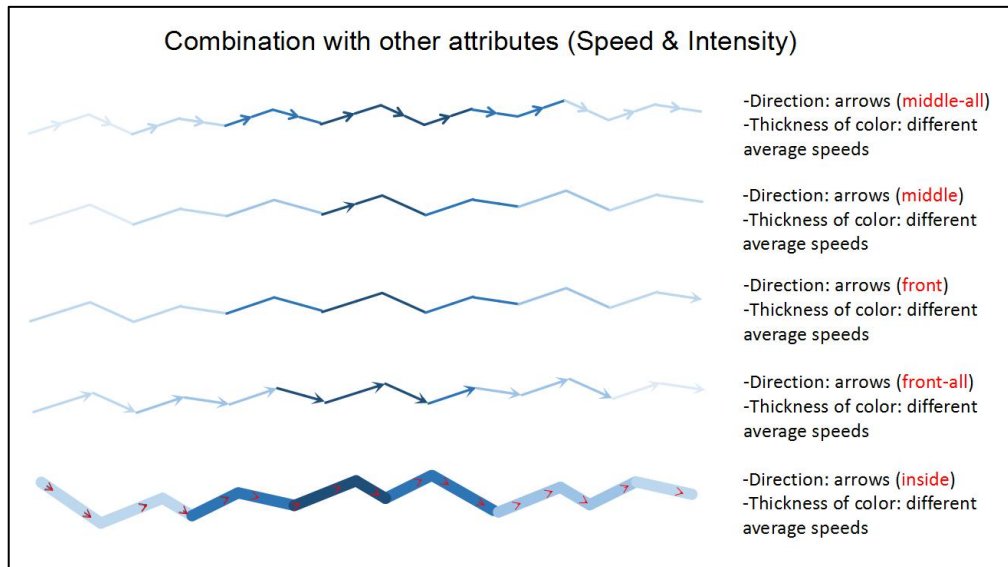 Combination with other attributes (Speed & Intensity)
-Direction: arrows (middle-all)
-Thickness of color: different
average speeds
-Direction: arrows (middle)
-Thickness of color: different
average speeds
-Direction: arrows (front)
-Thickness of color: different
average speeds
-Direction: arrows (front-all)
-Thickness of color: different
average speeds
-Direction: arrows (inside)
-Thickness of color: different
average speeds